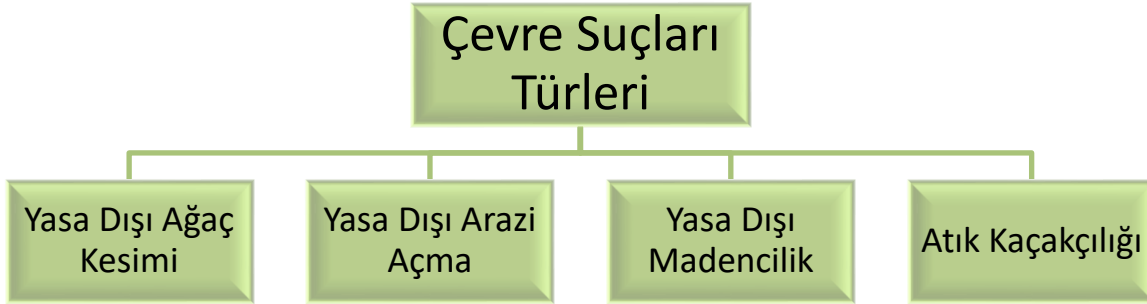 Çevre Suçları
Türleri
Yasa Dışı Ağaç
Kesimi
Yasa Dışı Arazi
Açma
Yasa Dışı
Madencilik
Atık Kaçakçılığı